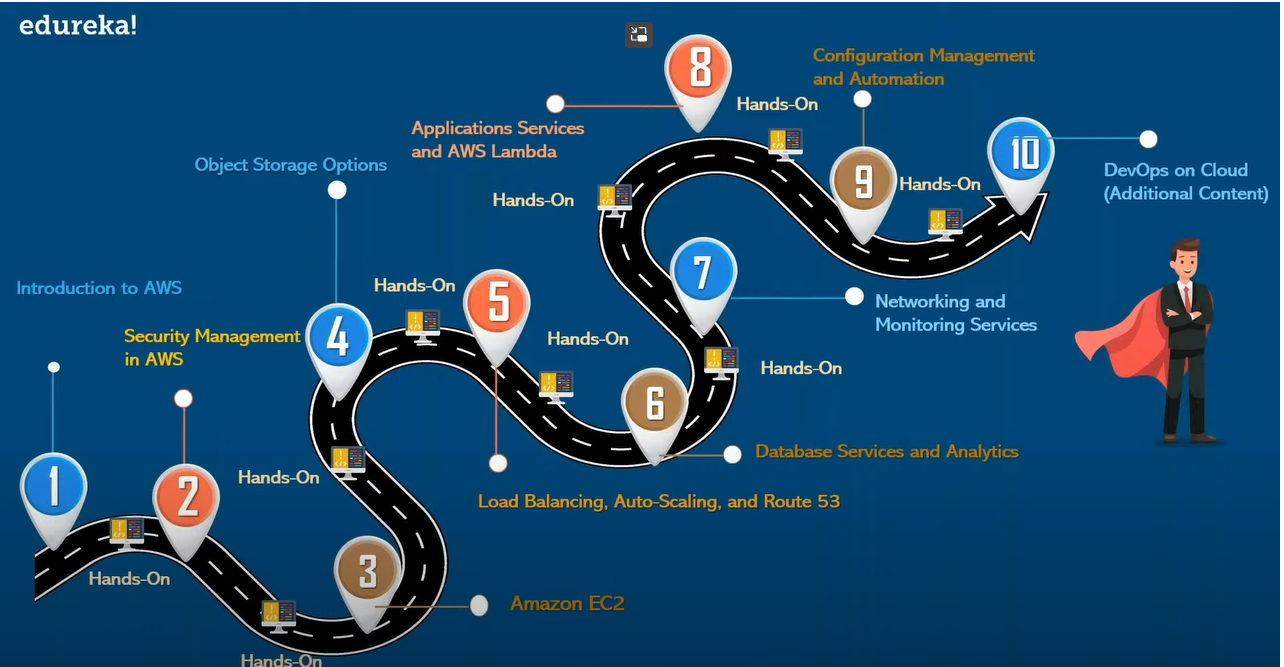 edureka!
8
Configuration Management
and Automation
Hands-On
Applications Services
and AWS Lambda
10
Object Storage Options
9
Hands-On
DevOps on Cloud
(Additional Content)
Hands-On
7
Introduction to AWS
Hands-On
5
Networking and
Monitoring Services
Security Management
in AWS
4
Hands-On
Hands-On
6
Database Services and Analytics
1
2
Hands-On
Load Balancing, Auto-Scaling, and Route 53
Hands-On
3
Amazon EC2
Hands-On